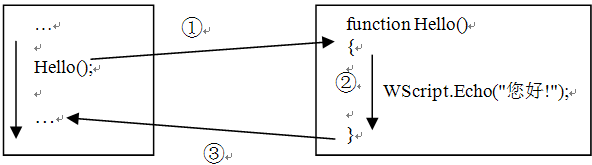 …
Hello();
…
①
②
③
function Hello()
{
WScript.Echo("您好!");
}